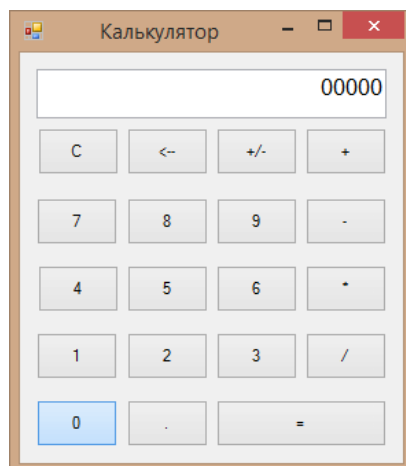 Калькулятор
00000
C <-- +/- +
7 8 9 -
4 5 6 *
1 2 3 /
0 . =